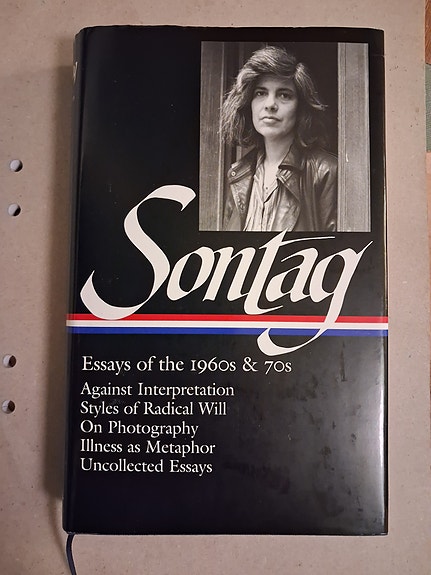 Sontag
Essays of the 1960s & 70s
Against Interpretation
Styles of Radical Will
On Photography
Illness as Metaphor
Uncollected Essays